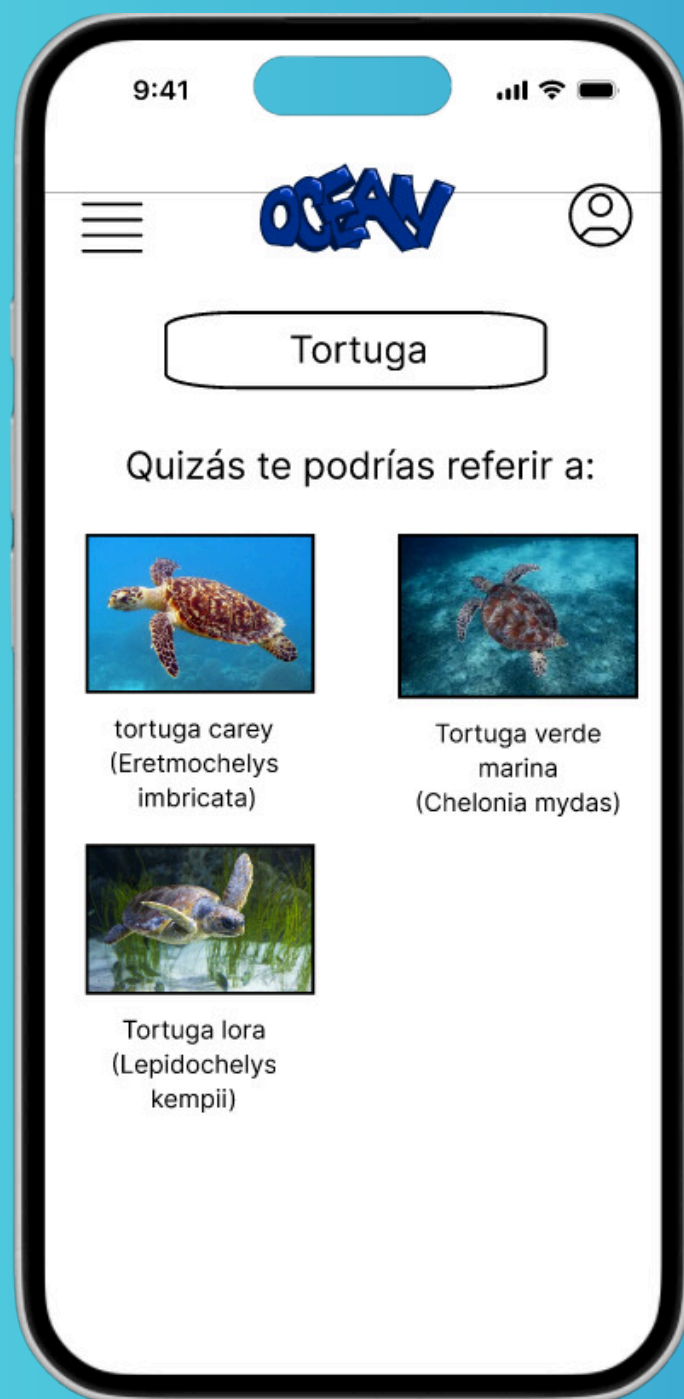 9:41
OCEAN
Tortuga
Quizás te podrías referir a:
tortuga carey
(Eretmochelys
imbricata)
Tortuga verde
marina
(Chelonia mydas)
Tortuga lora
(Lepidochelys
kempii)